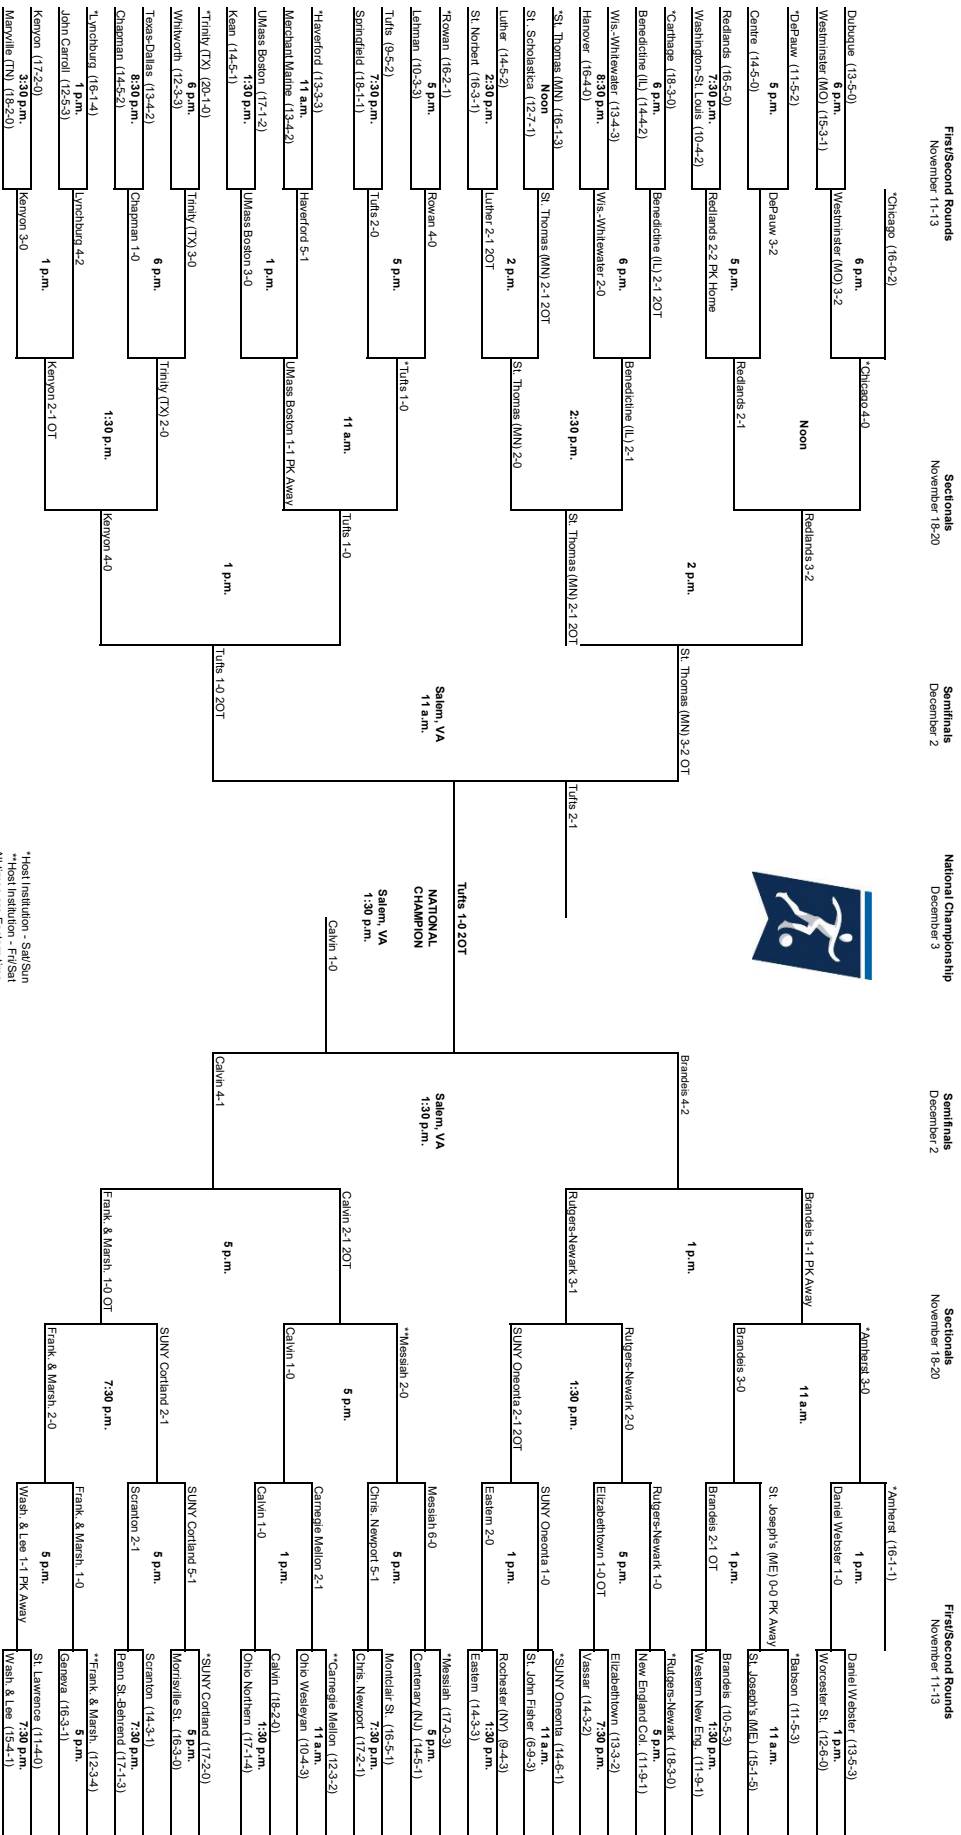 First/Second Rounds
November 11-13
Sectionals
November 18-20
Semifinals
December 2
National Championship
December 3
Semifinals
December 2
Sectionals
November 18-20
First/Second Rounds
November 11-13
*Chicago (16-0-2)
Dubuque (13-5-0)
6 p.m.
Westminster (MO) (15-3-1)
*DePauw (11-5-2)
5 p.m.
Centre (14-5-0)
Redlands (16-5-0)
7:30 p.m.
Washington-St. Louis (10-4-2)
*Carthage (18-3-0)
6 p.m.
Benedictine (IL) (14-4-2)
Wis.-Whitewater (13-4-3)
8:30 p.m.
Hanover (16-4-0)
*St. Thomas (MN) (16-1-3)
Noon
St. Scholastica (12-7-1)
Luther (14-5-2)
2:30 p.m.
St. Norbert (16-3-1)
*Rowan (16-2-1)
5 p.m.
Lehman (10-3-3)
Tufts (9-5-2)
7:30 p.m.
Springfield (18-1-1)
*Haverford (13-3-3)
11 a.m.
Merchant Marine (13-4-2)
UMass Boston (17-1-2)
1:30 p.m.
Kean (14-5-1)
*Trinity (TX) (20-1-0)
6 p.m.
Whitworth (12-3-3)
Texas-Dallas (13-4-2)
8:30 p.m.
Chapman (14-5-2)
*Lynchburg (16-1-4)
1 p.m.
John Carroll (12-5-3)
Kenyon (17-2-0)
3:30 p.m.
Maryville (TN) (18-2-0)
6 p.m.
Westminster (MO) 3-2
DePauw 3-2
5 p.m.
Redlands 2-2 PK Home
Benedictine (IL) 2-1 2OT
6 p.m.
Wis.-Whitewater 2-0
St. Thomas (MN) 2-1 2OT
2 p.m.
Luther 2-1 2OT
Rowan 4-0
5 p.m.
Tufts 2-0
Haverford 5-1
1 p.m.
UMass Boston 3-0
Trinity (TX) 3-0
6 p.m.
Chapman 1-0
Lynchburg 4-2
1 p.m.
Kenyon 3-0
*Chicago 4-0
Noon
Redlands 2-1
Benedictine (IL) 2-1
2:30 p.m.
St. Thomas (MN) 2-0
*Tufts 1-0
11 a.m.
UMass Boston 1-1 PK Away
Trinity (TX) 2-0
1:30 p.m.
Kenyon 2-1 OT
Redlands 3-2
2 p.m.
St. Thomas (MN) 2-1 2OT
Tufts 1-0
1 p.m.
Kenyon 4-0
St. Thomas (MN) 3-2 OT
Salem, VA
11 a.m.
Tufts 1-0 2OT
Tufts 2-1
Tufts 1-0 2OT
NATIONAL
CHAMPION
Salem, VA
1:30 p.m.
Calvin 1-0
*Host Institution - Sat/Sun
**Host Institution - Fri/Sat
Brandeis 4-2
Salem, VA
1:30 p.m.
Calvin 4-1
Brandeis 1-1 PK Away
1 p.m.
Rutgers-Newark 3-1
Calvin 2-1 2OT
5 p.m.
Frank. & Marsh. 1-0 OT
*Amherst 3-0
11 a.m.
Brandeis 3-0
Rutgers-Newark 2-0
1:30 p.m.
SUNY Oneonta 2-1 2OT
**Messiah 2-0
5 p.m.
Calvin 1-0
SUNY Cortland 2-1
7:30 p.m.
Frank. & Marsh. 2-0
*Amherst (16-1-1)
1 p.m.
Daniel Webster 1-0
St. Joseph's (ME) 0-0 PK Away
1 p.m.
Brandeis 2-1 OT
Rutgers-Newark 1-0
5 p.m.
Elizabethtown 1-0 OT
SUNY Oneonta 1-0
1 p.m.
Eastern 2-0
Messiah 6-0
5 p.m.
Chris. Newport 5-1
Carnegie Mellon 2-1
1 p.m.
Calvin 1-0
SUNY Cortland 5-1
5 p.m.
Scranton 2-1
Frank. & Marsh. 1-0
5 p.m.
Wash. & Lee 1-1 PK Away
Daniel Webster (13-5-3)
1 p.m.
Worcester St. (12-6-0)
*Babson (11-5-3)
11 a.m.
St. Joseph's (ME) (15-1-5)
Brandeis (10-5-3)
1:30 p.m.
Western New Eng. (11-9-1)
*Rutgers-Newark (18-3-0)
5 p.m.
New England Col. (11-9-1)
Elizabethtown (13-3-2)
7:30 p.m.
Vassar (14-3-2)
*SUNY Oneonta (14-6-1)
11 a.m.
St. John Fisher (6-9-3)
Rochester (NY) (9-4-3)
1:30 p.m.
Eastern (14-3-3)
*Messiah (17-0-3)
5 p.m.
Centenary (NJ) (14-5-1)
Montclair St. (16-5-1)
7:30 p.m.
Chris. Newport (17-2-1)
**Carnegie Mellon (12-3-2)
11 a.m.
Ohio Wesleyan (10-4-3)
Calvin (18-2-0)
1:30 p.m.
Ohio Northern (17-1-4)
*SUNY Cortland (17-2-0)
5 p.m.
Morrisville St. (16-3-0)
Scranton (14-3-1)
7:30 p.m.
Penn St.-Behrend (17-1-3)
**Frank. & Marsh. (12-3-4)
5 p.m.
Geneva (16-3-1)
St. Lawrence (11-4-0)
7:30 p.m.
Wash. & Lee (15-4-1)